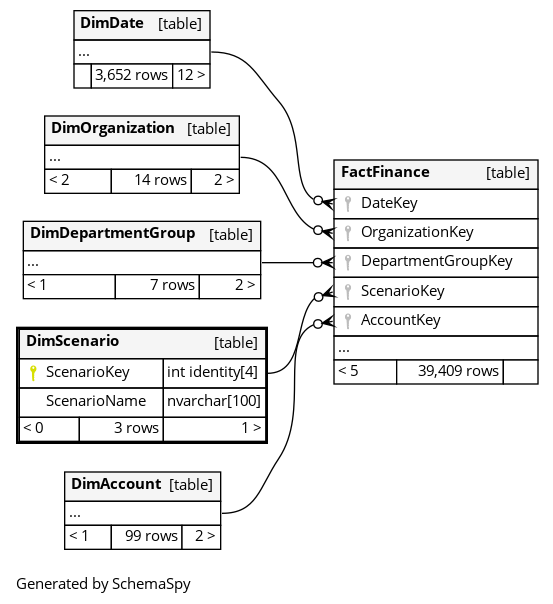 DimDate [table]
...
3,652 rows 12 >
DimOrganization [table]
...
< 2 14 rows 2 >
DimDepartmentGroup [table]
...
< 1 7 rows 2 >
DimScenario [table]
ScenarioKey int identity[4]
ScenarioName nvarchar[100]
< 0 3 rows 1 >
DimAccount [table]
...
< 1 99 rows 2 >
FactFinance [table]
DateKey
OrganizationKey
DepartmentGroupKey
ScenarioKey
AccountKey
...
< 5 39,409 rows
Generated by SchemaSpy